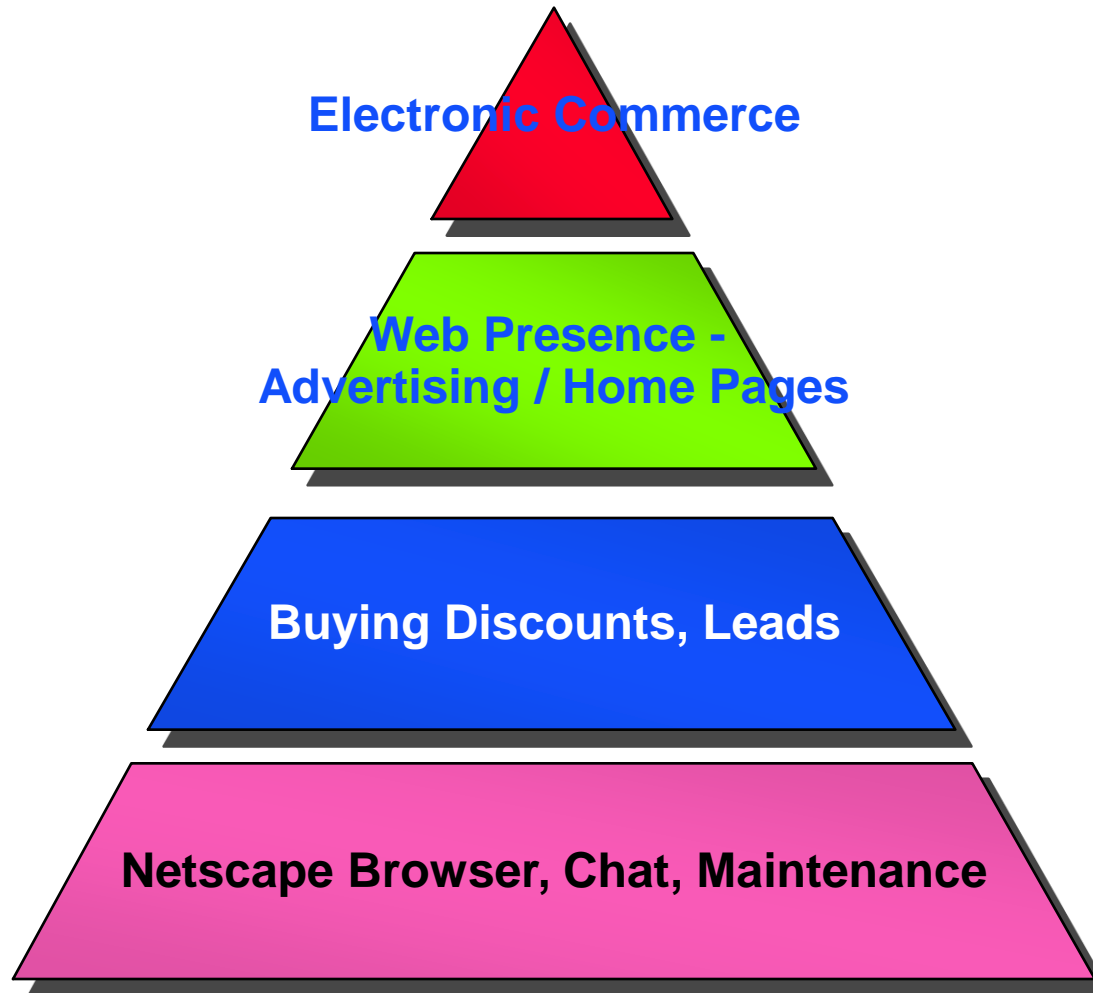 Electronic Commerce
Web Presence -
Advertising / Home Pages
Buying Discounts, Leads
Netscape Browser, Chat, Maintenance